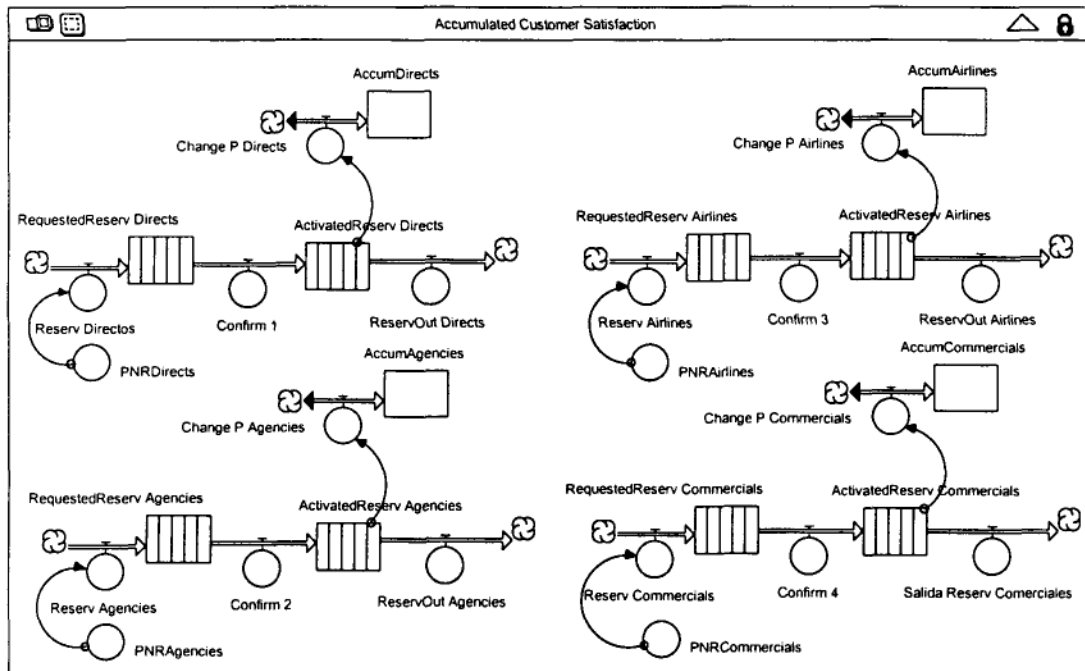 Accumulated Customer Satisfaction
AccumDirects
Change P Directs
RequestedReserv Directs
ActivatedReserv Directs
Reserv Directos
Confirm 1
ReservOut Directs
PNRDirects
AccumAirlines
Change P Airlines
RequestedReserv Airlines
ActivatedReserv Airlines
Reserv Airlines
Confirm 3
ReservOut Airlines
PNRAirlines
AccumAgencies
Change P Agencies
RequestedReserv Agencies
ActivatedReserv Agencies
Reserv Agencies
Confirm 2
ReservOut Agencies
PNRAgencies
AccumCommercials
Change P Commercials
RequestedReserv Commercials
ActivatedReserv Commercials
Reserv Commercials
Confirm 4
Salida Reserv Comerciales
PNRCommercials